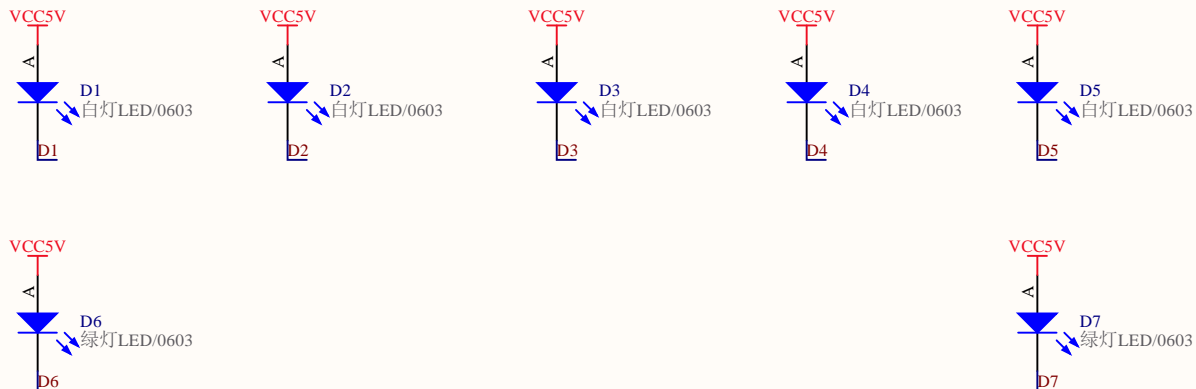 VCC5V VCC5V VCC5V VCC5V VCC5V
A A A A A
D1 D2 D3 D4 D5
白灯LED/0603 白灯LED/0603 白灯LED/0603 白灯LED/0603 白灯LED/0603
D1 D2 D3 D4 D5
VCC5V VCC5V
A A
D6 D7
绿灯LED/0603 绿灯LED/0603
D6 D7